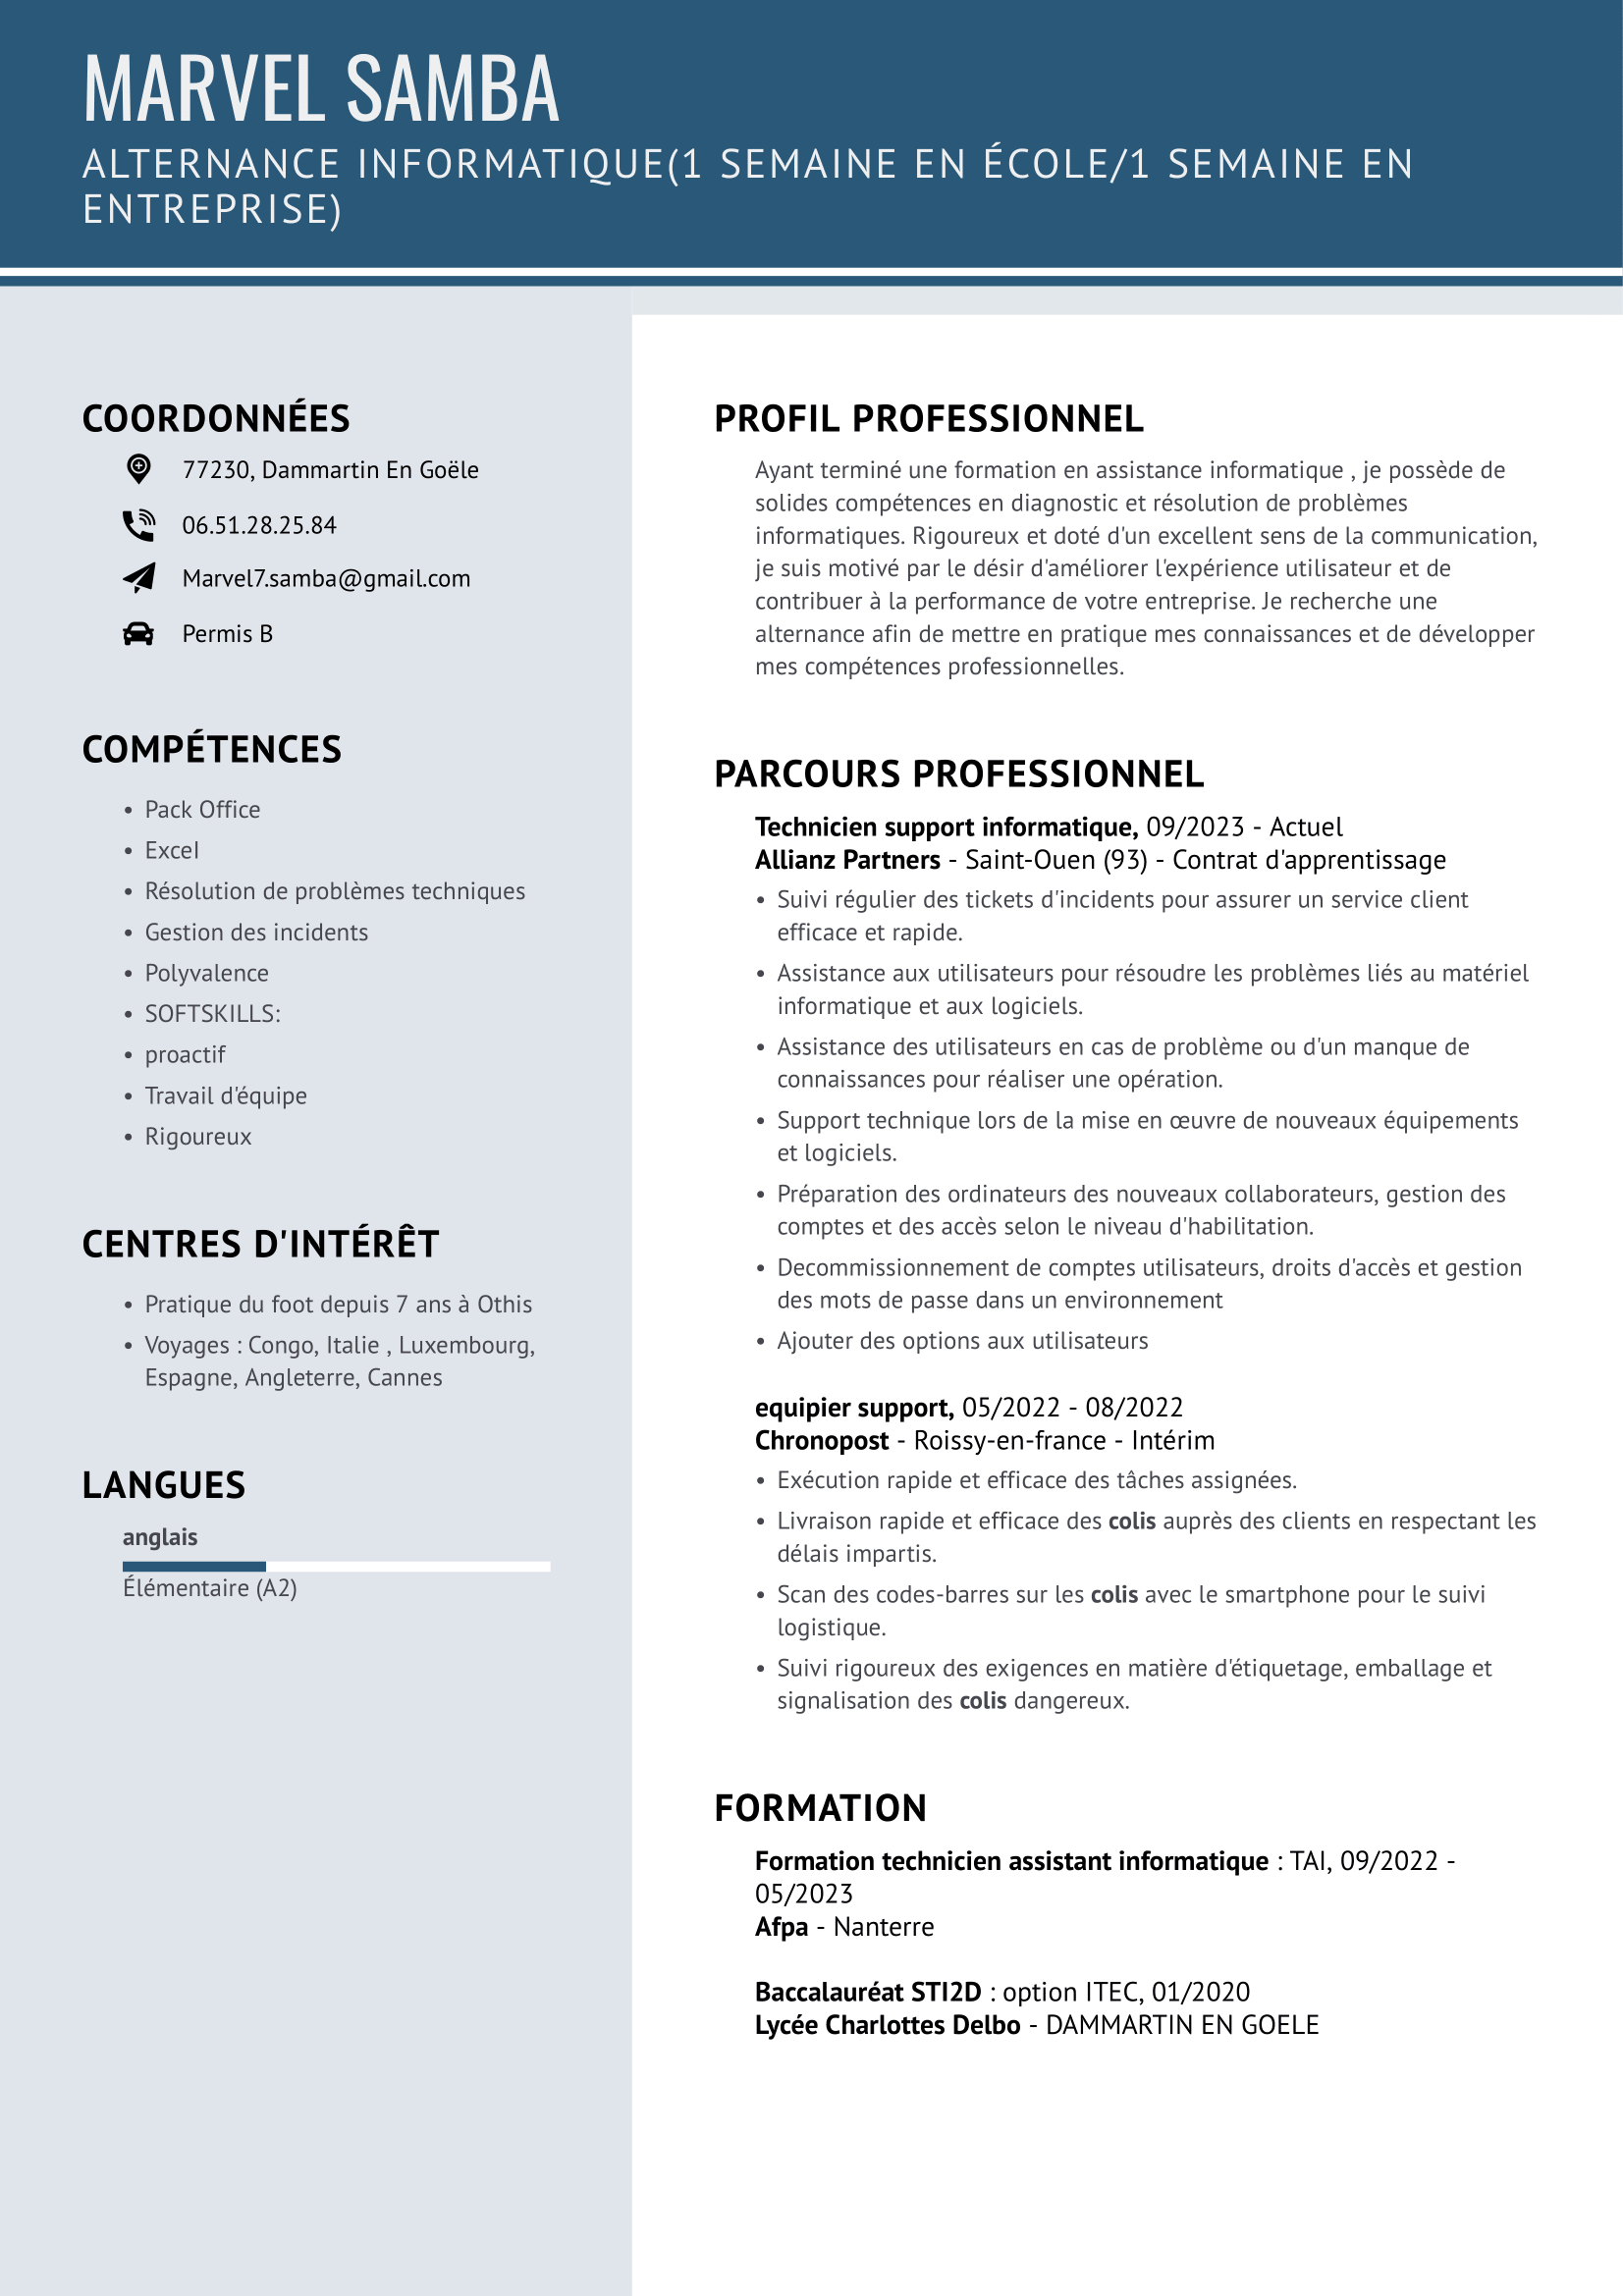 MARVEL SAMBA
ALTERNANCE INFORMATIQUE(1 SEMAINE EN ÉCOLE/1 SEMAINE EN
ENTREPRISE)
COORDONNÉES
77230, Dammartin En Goële
06.51.28.25.84
Marvel7.samba@gmail.com
Permis B
COMPÉTENCES
• Pack Office
• Excel
• Résolution de problèmes techniques
• Gestion des incidents
• Polyvalence
• SOFTSKILLS:
• proactif
• Travail d'équipe
• Rigoureux
CENTRES D'INTÉRÊT
• Pratique du foot depuis 7 ans à Othis
• Voyages : Congo, Italie , Luxembourg,
Espagne, Angleterre, Cannes
LANGUES
anglais
Élémentaire (A2)
PROFIL PROFESSIONNEL
Ayant terminé une formation en assistance informatique , je possède de
solides compétences en diagnostic et résolution de problèmes
informatiques. Rigoureux et doté d'un excellent sens de la communication,
je suis motivé par le désir d'améliorer l'expérience utilisateur et de
contribuer à la performance de votre entreprise. Je recherche une
alternance afin de mettre en pratique mes connaissances et de développer
mes compétences professionnelles.
PARCOURS PROFESSIONNEL
Technicien support informatique, 09/2023 - Actuel
Allianz Partners - Saint-Ouen (93) - Contrat d'apprentissage
• Suivi régulier des tickets d'incidents pour assurer un service client
efficace et rapide.
• Assistance aux utilisateurs pour résoudre les problèmes liés au matériel
informatique et aux logiciels.
• Assistance des utilisateurs en cas de problème ou d'un manque de
connaissances pour réaliser une opération.
• Support technique lors de la mise en œuvre de nouveaux équipements
et logiciels.
• Préparation des ordinateurs des nouveaux collaborateurs, gestion des
comptes et des accès selon le niveau d'habilitation.
• Decommissionnement de comptes utilisateurs, droits d'accès et gestion
des mots de passe dans un environnement
• Ajouter des options aux utilisateurs
equipier support, 05/2022 - 08/2022
Chronopost - Roissy-en-france - Intérim
• Exécution rapide et efficace des tâches assignées.
• Livraison rapide et efficace des colis auprès des clients en respectant les
délais impartis.
• Scan des codes-barres sur les colis avec le smartphone pour le suivi
logistique.
• Suivi rigoureux des exigences en matière d'étiquetage, emballage et
signalisation des colis dangereux.
FORMATION
Formation technicien assistant informatique : TAI, 09/2022 -
05/2023
Afpa - Nanterre
Baccalauréat STI2D : option ITEC, 01/2020
Lycée Charlottes Delbo - DAMMARTIN EN GOELE